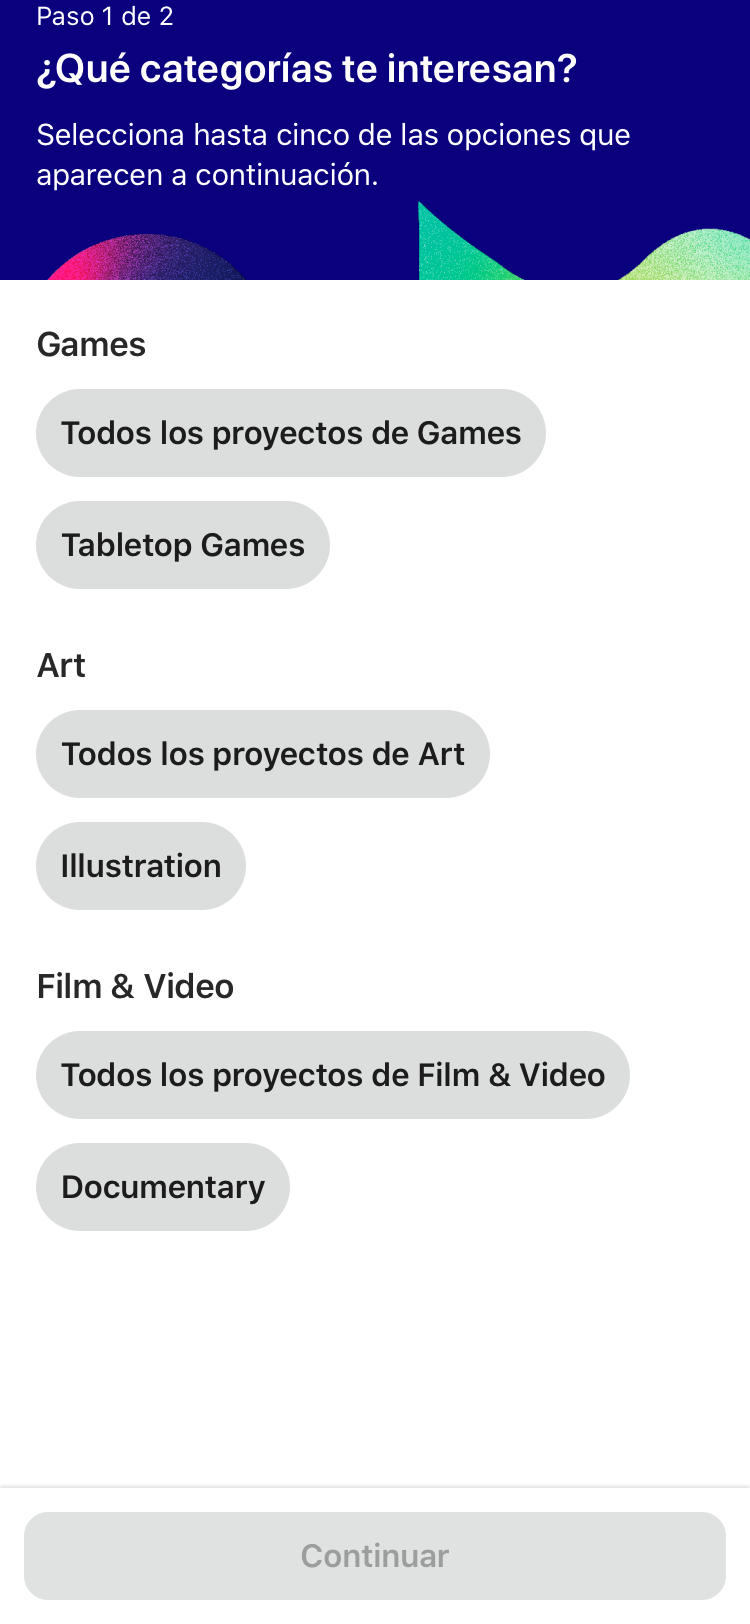 Paso 1 de 2
¿Qué categorías te interesan?
Selecciona hasta cinco de las opciones que
aparecen a continuación.
Games
Todos los proyectos de Games
Tabletop Games
Art
Todos los proyectos de Art
Illustration
Film & Video
Todos los proyectos de Film & Video
Documentary
Continuar